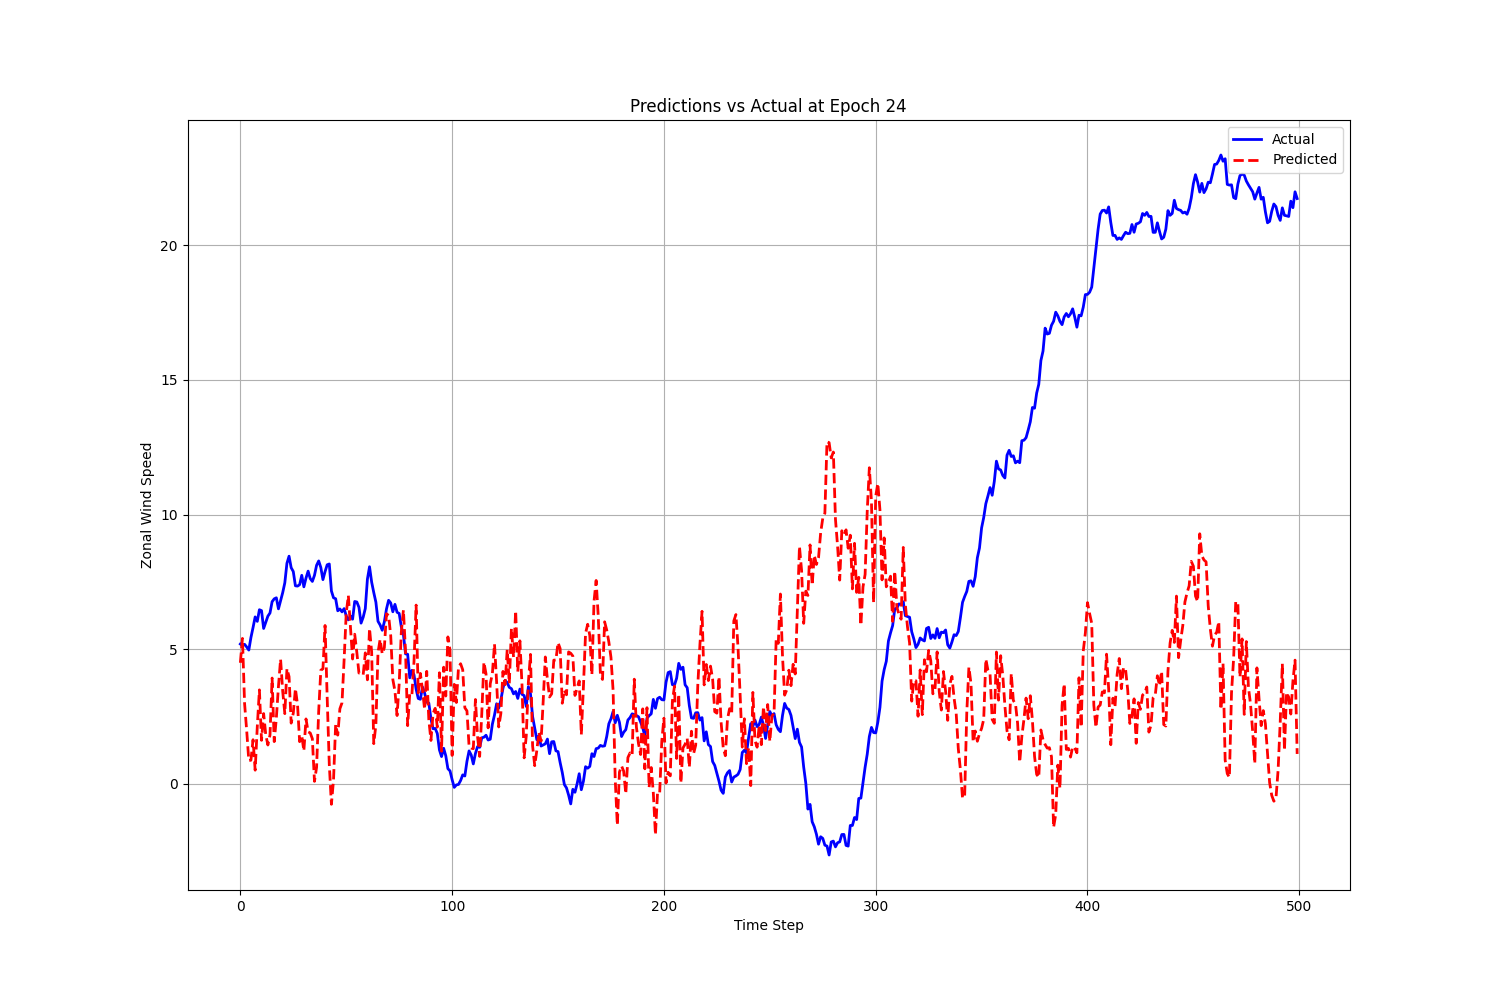 Predictions vs Actual at Epoch 24
Actual
Predicted
Zonal Wind Speed
20
15
10
5
0
0 100 200 300 400 500
Time Step